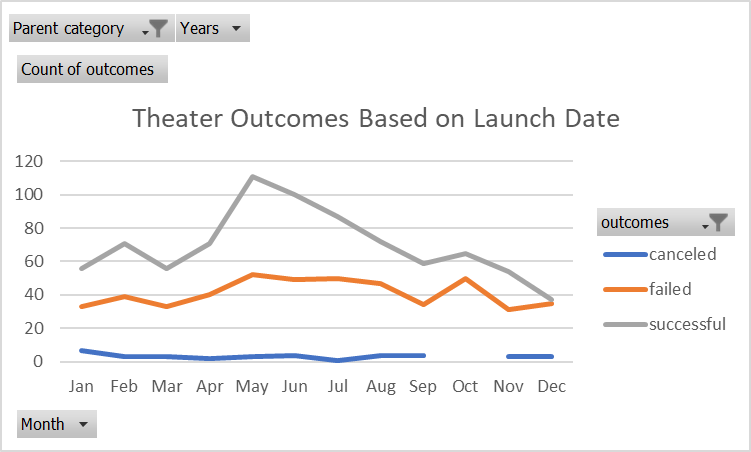 Parent category Years
Count of outcomes
Theater Outcomes Based on Launch Date
120
100
80
60
40
20
0
Jan Feb Mar Apr May Jun Jul Aug Sep Oct Nov Dec
outcomes
canceled
failed
successful
Month